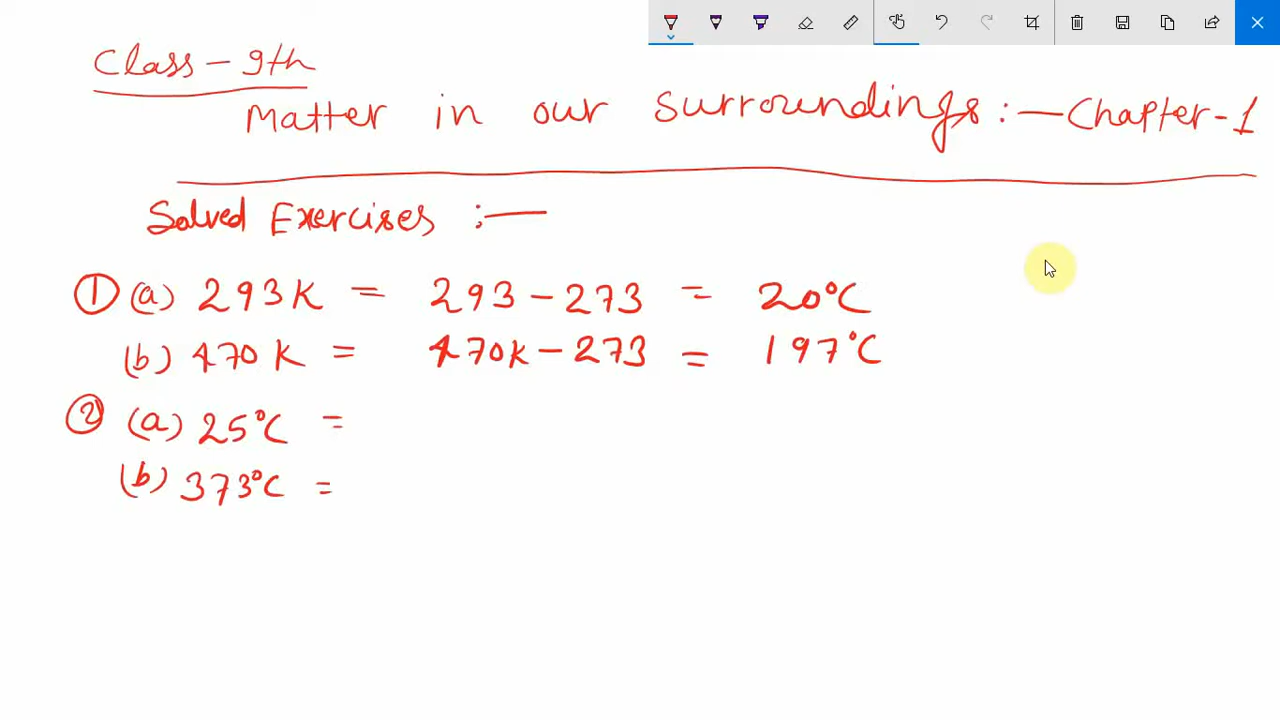 Class - 9th
Matter in our surroundings : — Chapter - 1
Solved Exercises : —
① (a) 293K = 293 - 273 = 20°C
(b) 470 K = 470K - 273 = 197°C
② (a) 25°C =
(b) 373°C =